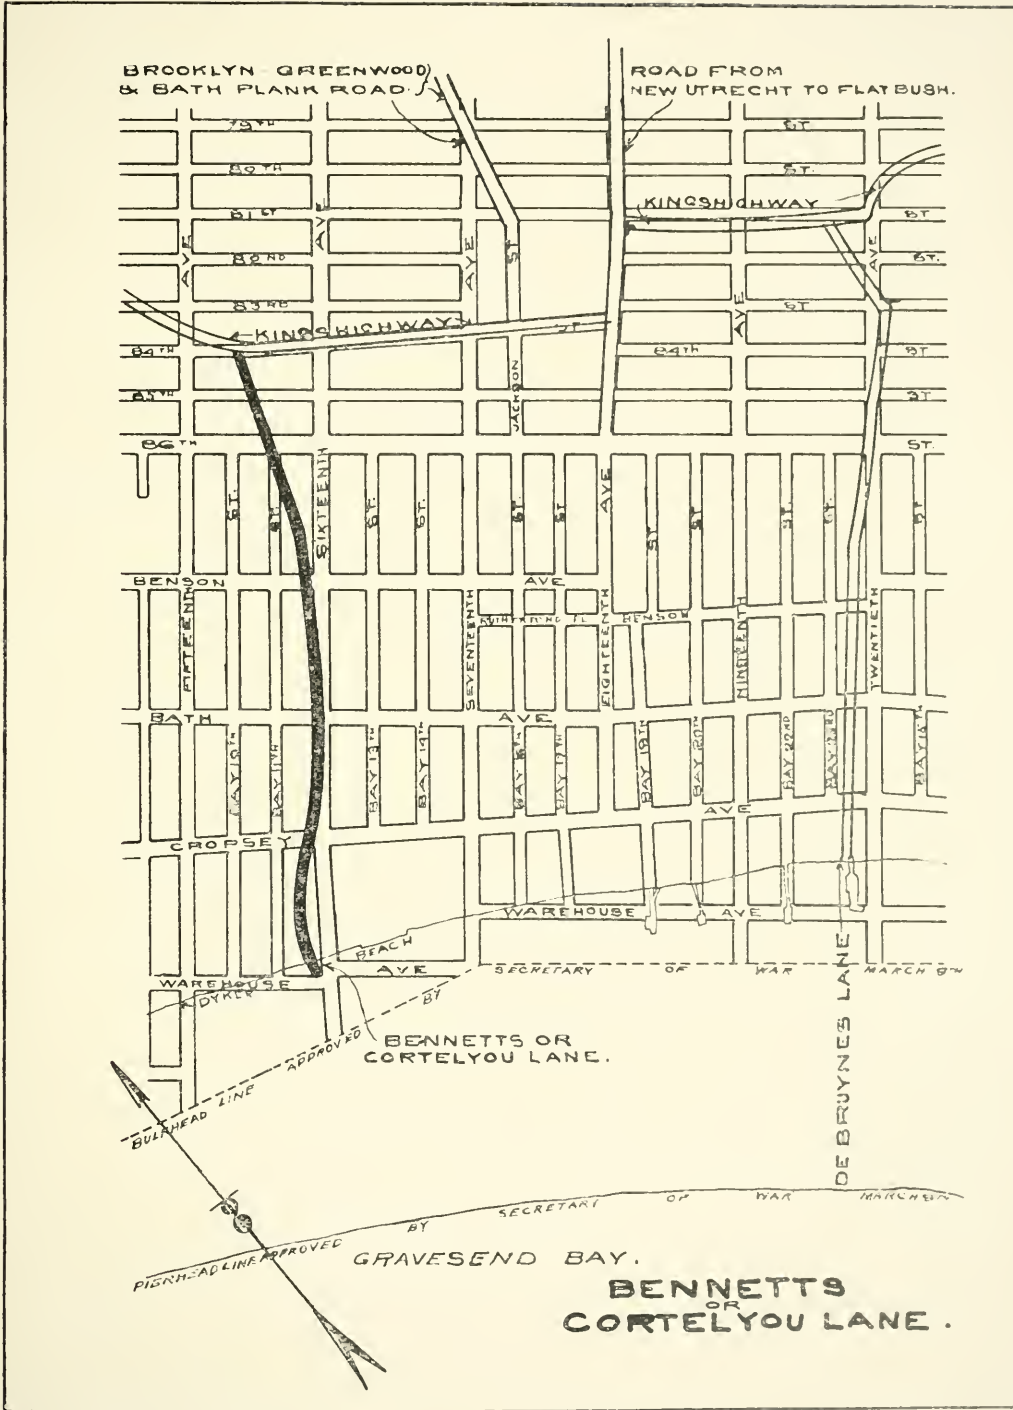 BROOKLYN GREENWOOD
& BATH PLANK ROAD.
ROAD FROM
NEW UTRECHT TO FLATBUSH.
79TH ST.
80TH ST.
KINGSHIGHWAY
81ST ST
AVE
AVE
AVE
ST
AVE
82ND ST.
83RD ST
AVE
KINGSHIGHWAY
ST
84TH 84TH ST
85TH ST
JACKSON
86TH ST.
SIXTEENTH
AVE
ST. ST. ST. ST. ST. ST. ST ST. ST. ST. ST
BENSON AVE
BENSON
FIFTEENTH
SEVENTEENTH
EIGHTEENTH
NINETEENTH
TWENTIETH
BATH AVE
BAY 10TH
BAY 11TH
BAY 13TH
BAY 14TH
BAY 16TH
BAY 17TH
BAY 19TH
BAY 20TH
BAY 22ND
BAY 23RD
AVE
CROPSEY
WAREHOUSE AVE
BEACH
AVE
SECRETARY OF WAR MARCH 8TH
WAREHOUSE
DYKER
BY
APPROVED
BENNETTS OR
CORTELYOU LANE.
LINE
BULKHEAD
DE BRUYNES LANE
PIERHEAD LINE APPROVED BY SECRETARY OF WAR MARCH 8TH
GRAVESEND BAY.
BENNETTS
OR
CORTELYOU LANE.